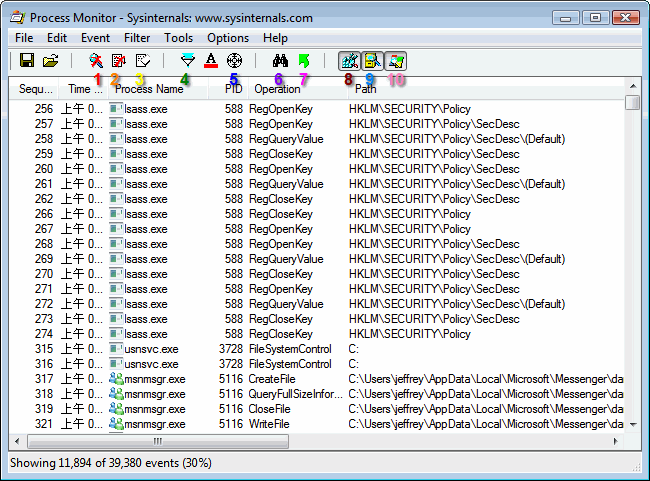 Process Monitor - Sysinternals: www.sysinternals.com
File Edit Event Filter Tools Options Help
A
1 2 3 4 5 6 7 8 9 10
Sequ... Time ... Process Name PID Operation Path
256 上午 0... lsass.exe 588 RegOpenKey HKLM\SECURITY\Policy
257 上午 0... lsass.exe 588 RegOpenKey HKLM\SECURITY\Policy\SecDesc
258 上午 0... lsass.exe 588 RegQueryValue HKLM\SECURITY\Policy\SecDesc\(Default)
259 上午 0... lsass.exe 588 RegCloseKey HKLM\SECURITY\Policy\SecDesc
260 上午 0... lsass.exe 588 RegOpenKey HKLM\SECURITY\Policy\SecDesc
261 上午 0... lsass.exe 588 RegQueryValue HKLM\SECURITY\Policy\SecDesc\(Default)
262 上午 0... lsass.exe 588 RegCloseKey HKLM\SECURITY\Policy\SecDesc
266 上午 0... lsass.exe 588 RegCloseKey HKLM\SECURITY\Policy
267 上午 0... lsass.exe 588 RegOpenKey HKLM\SECURITY\Policy
268 上午 0... lsass.exe 588 RegOpenKey HKLM\SECURITY\Policy\SecDesc
269 上午 0... lsass.exe 588 RegQueryValue HKLM\SECURITY\Policy\SecDesc\(Default)
270 上午 0... lsass.exe 588 RegCloseKey HKLM\SECURITY\Policy\SecDesc
271 上午 0... lsass.exe 588 RegOpenKey HKLM\SECURITY\Policy\SecDesc
272 上午 0... lsass.exe 588 RegQueryValue HKLM\SECURITY\Policy\SecDesc\(Default)
273 上午 0... lsass.exe 588 RegCloseKey HKLM\SECURITY\Policy\SecDesc
274 上午 0... lsass.exe 588 RegCloseKey HKLM\SECURITY\Policy
315 上午 0... usnsvc.exe 3728 FileSystemControl C:
316 上午 0... usnsvc.exe 3728 FileSystemControl C:
317 上午 0... msnmsgr.exe 5116 CreateFile C:\Users\jeffrey\AppData\Local\Microsoft\Messenger\da
318 上午 0... msnmsgr.exe 5116 QueryFullSizeInfor... C:\Users\jeffrey\AppData\Local\Microsoft\Messenger\da
319 上午 0... msnmsgr.exe 5116 CloseFile C:\Users\jeffrey\AppData\Local\Microsoft\Messenger\da
321 上午 0... msnmsgr.exe 5116 WriteFile C:\Users\jeffrey\AppData\Local\Microsoft\Messenger\da
Showing 11,894 of 39,380 events (30%)